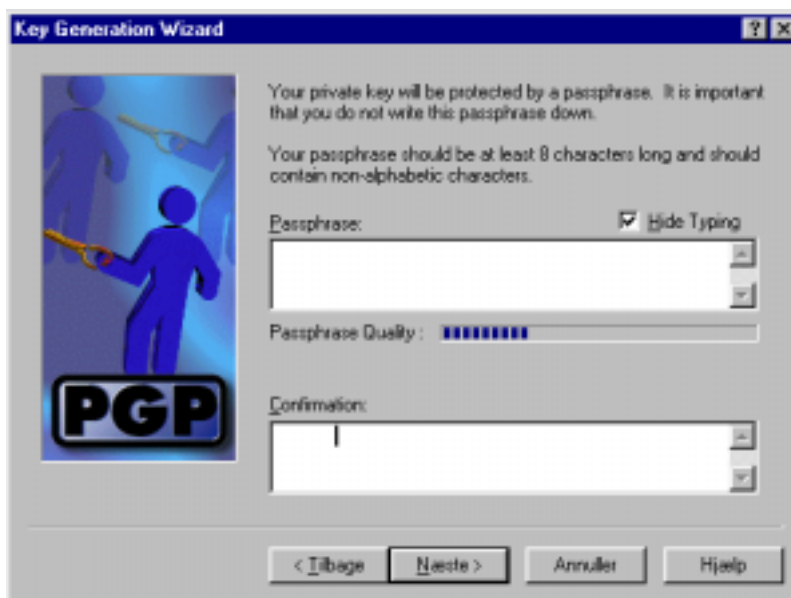 Key Generation Wizard
Your private key will be protected by a passphrase. It is important
that you do not write this passphrase down.
Your passphrase should be at least 8 characters long and should
contain non-alphabetic characters.
Passphrase:
Hide Typing
Passphrase Quality :
PGP
Confirmation:
< Tilbage
Næste >
Annuller
Hjælp